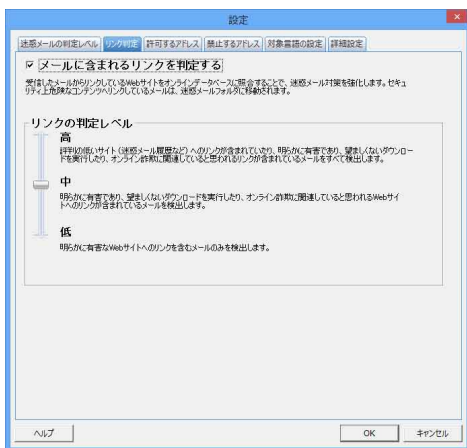 設定
迷惑メールの判定レベル リンク判定 許可するアドレス 禁止するアドレス 対象言語の設定 詳細設定
メールに含まれるリンクを判定する
受信したメールからリンクしているWebサイトをオンラインデータベースに照会することで、迷惑メール対策を強化します。セキュ
リティ上危険なコンテンツへリンクしているメールは、迷惑メールフォルダに移動されます。
リンクの判定レベル
高
評判の低いサイト（迷惑メール履歴など）へのリンクが含まれていたり、明らかに有害であり、望ましくないダウンロー
ドを実行したり、オンライン詐欺に関連していると思われるリンクが含まれているメールをすべて検出します。
中
明らかに有害であり、望ましくないダウンロードを実行したり、オンライン詐欺に関連していると思われるWebサイ
トへのリンクが含まれているメールを検出します。
低
明らかに有害なWebサイトへのリンクを含むメールのみを検出します。
ヘルプ OK キャンセル